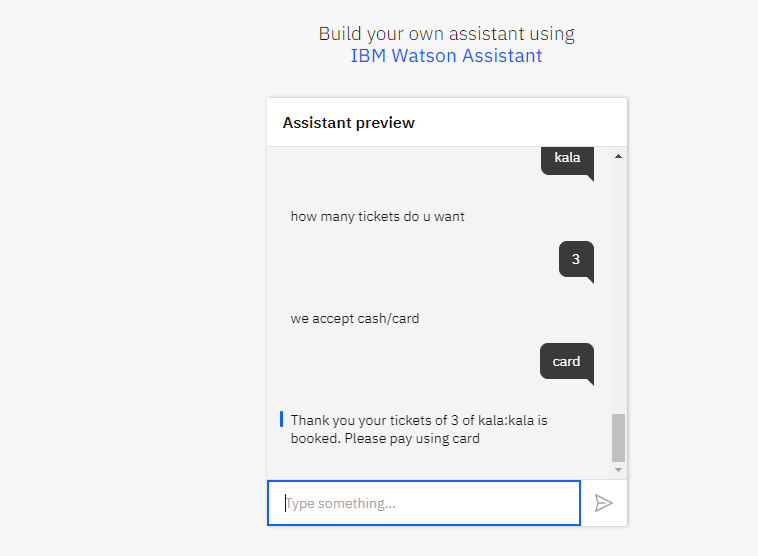 Build your own assistant using
IBM Watson Assistant
Assistant preview
kala
how many tickets do u want
3
we accept cash/card
card
Thank you your tickets of 3 of kala:kala is
booked. Please pay using card
Type something...